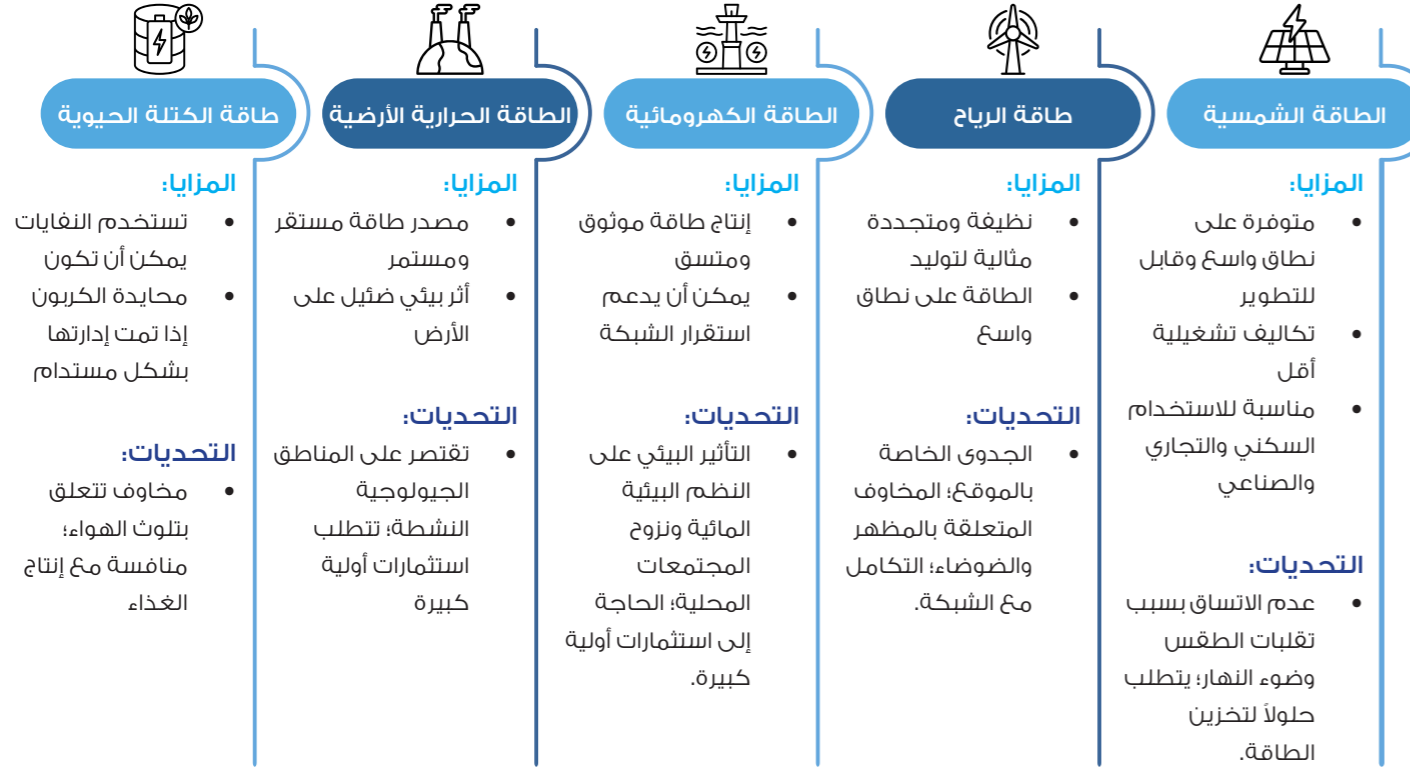 الطاقة الشمسية
المزايا:
• متوفرة على
نطاق واسع وقابل
للتطوير
• تكاليف تشغيلية
أقل
• مناسبة للاستخدام
السكني والتجاري
والصناعي
التحديات:
• عدم الاتساق بسبب
تقلبات الطقس
وضوء النهار؛ يتطلب
حلولاً لتخزين
الطاقة.
طاقة الرياح
المزايا:
• نظيفة ومتجددة
مثالية لتوليد
• الطاقة على نطاق
واسع
التحديات:
• الجدوى الخاصة
بالموقع؛ المخاوف
المتعلقة بالمظهر
والضوضاء؛ التكامل
مع الشبكة.
الطاقة الكهرومائية
المزايا:
• إنتاج طاقة موثوق
ومتسق
• يمكن أن يدعم
استقرار الشبكة
التحديات:
• التأثير البيئي على
النظم البيئية
المائية ونزوح
المجتمعات
المحلية؛ الحاجة
إلى استثمارات أولية
كبيرة.
الطاقة الحرارية الأرضية
المزايا:
• مصدر طاقة مستقر
ومستمر
• أثر بيئي ضئيل على
الأرض
التحديات:
• تقتصر على المناطق
الجيولوجية
النشطة؛ تتطلب
استثمارات أولية
كبيرة
طاقة الكتلة الحيوية
المزايا:
• تستخدم النفايات
يمكن أن تكون
• محايدة الكربون
إذا تمت إدارتها
بشكل مستدام
التحديات:
• مخاوف تتعلق
بتلوث الهواء؛
منافسة مع إنتاج
الغذاء